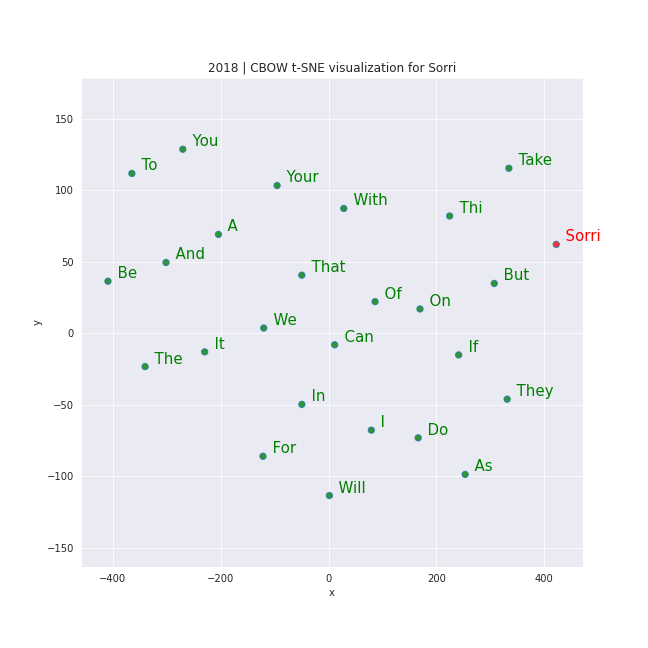 2018 | CBOW t-SNE visualization for Sorri
150
You
Take
To
Your
100
With
Thi
A
Sorri
And
That
But
Be
50
Of
On
We
y
0
Can
It
If
The
They
In
−50
I
Do
For
As
Will
−100
−150
−400
−200
0
200
400
x